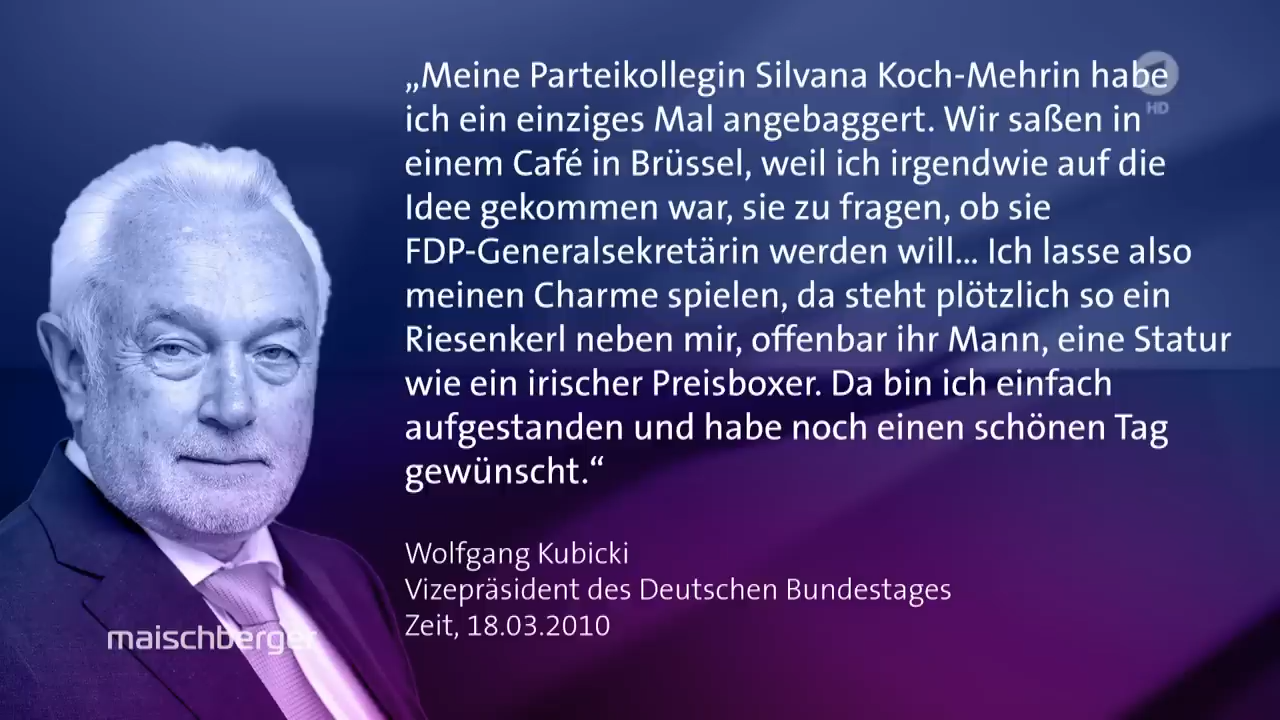 „Meine Parteikollegin Silvana Koch-Mehrin habe
ich ein einziges Mal angebaggert. Wir saßen in
einem Café in Brüssel, weil ich irgendwie auf die
Idee gekommen war, sie zu fragen, ob sie
FDP-Generalsekretärin werden will... Ich lasse also
meinen Charme spielen, da steht plötzlich so ein
Riesenkerl neben mir, offenbar ihr Mann, eine Statur
wie ein irischer Preisboxer. Da bin ich einfach
aufgestanden und habe noch einen schönen Tag
gewünscht.“
Wolfgang Kubicki
Vizepräsident des Deutschen Bundestages
Zeit, 18.03.2010
maischberger
HD